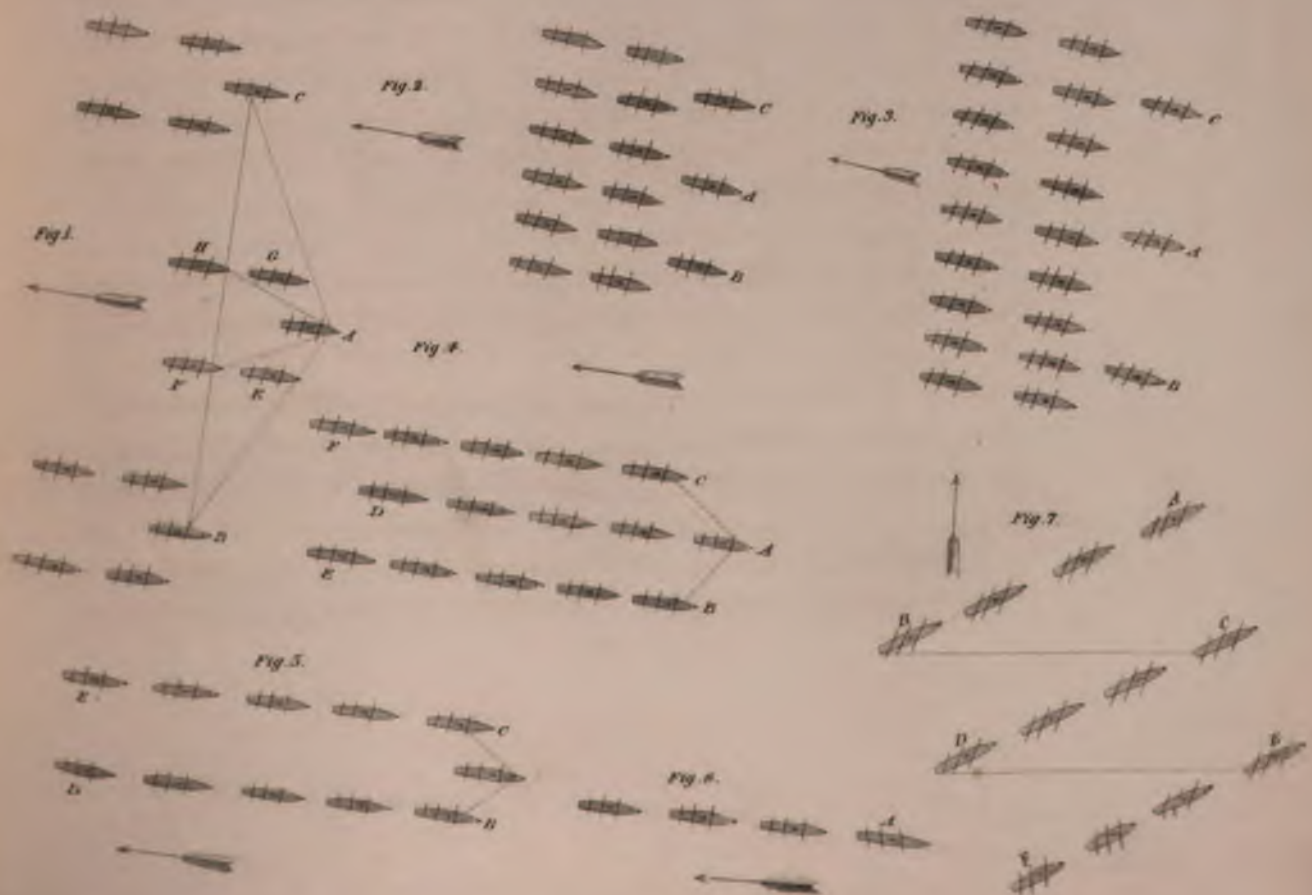 Fig. 1.
C
H
G
A
F
E
B
Fig. 2.
C
A
B
Fig. 3.
C
A
B
Fig. 4.
F
C
D
A
E
B
Fig. 5.
E
C
D
B
Fig. 6.
A
Fig. 7.
A
B
C
D
E
F